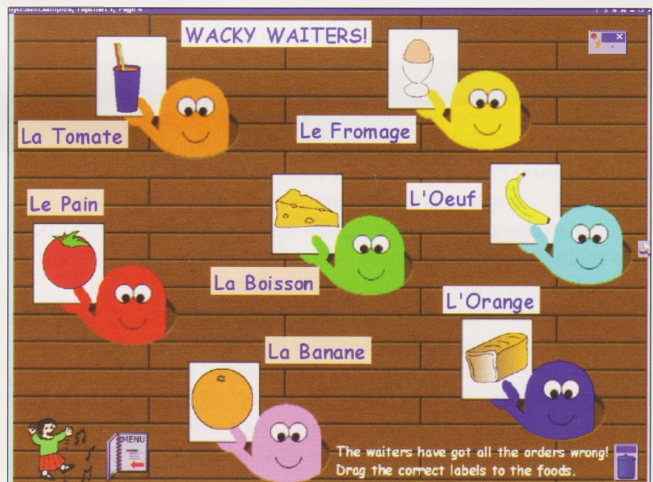 WACKY WAITERS!
La Tomate
Le Fromage
Le Pain
L'Oeuf
La Boisson
L'Orange
La Banane
MENU
The waiters have got all the orders wrong!
Drag the correct labels to the foods.